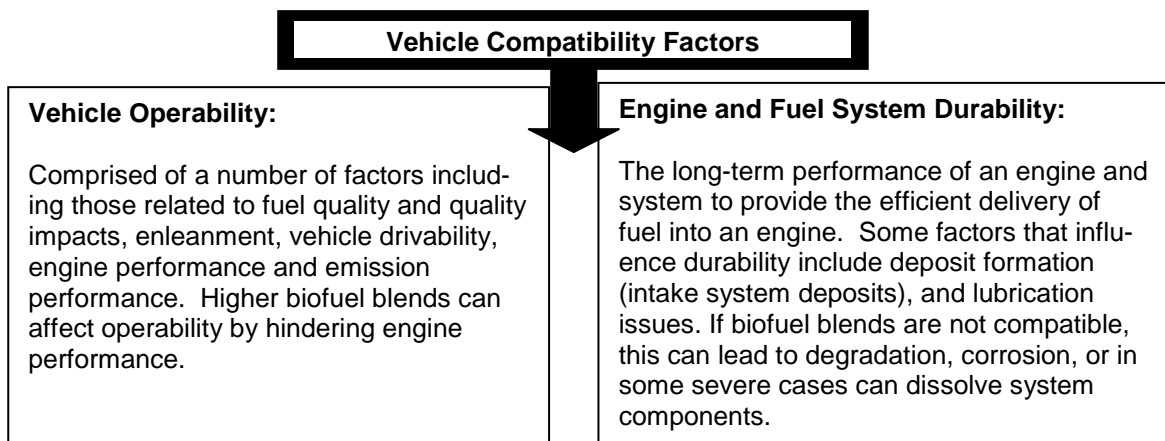 Vehicle Compatibility Factors
Vehicle Operability:
Comprised of a number of factors includ-
ing those related to fuel quality and quality
impacts, enleanment, vehicle drivability,
engine performance and emission
performance.  Higher biofuel blends can
affect operability by hindering engine
performance.
Engine and Fuel System Durability:
The long-term performance of an engine and
system to provide the efficient delivery of
fuel into an engine.  Some factors that influ-
ence durability include deposit formation
(intake system deposits), and lubrication
issues. If biofuel blends are not compatible,
this can lead to degradation, corrosion, or in
some severe cases can dissolve system
components.